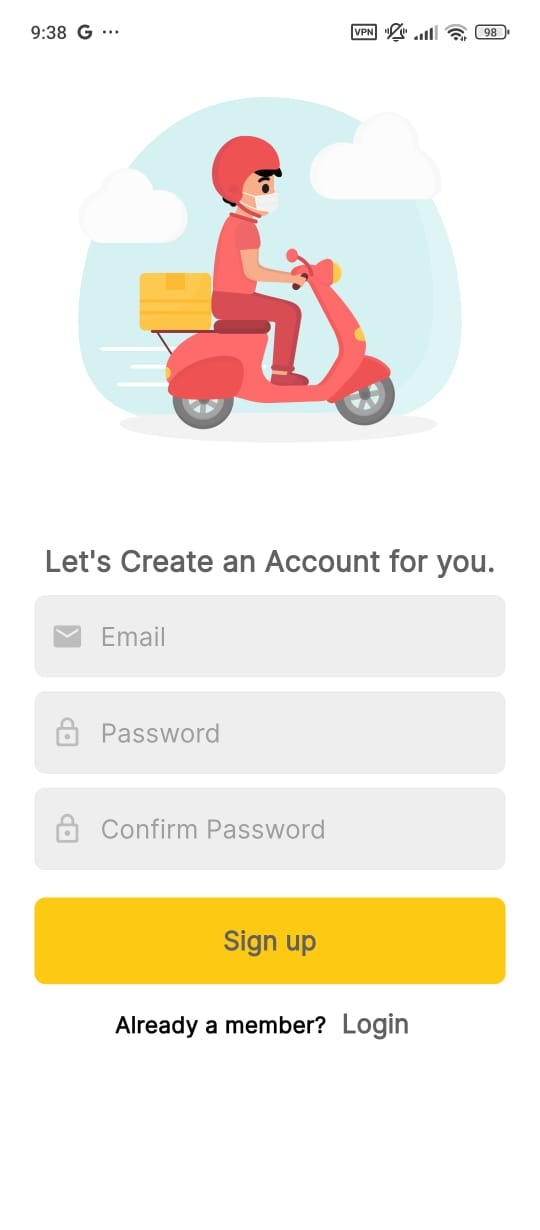 9:38 G ... VPN 98
Let's Create an Account for you.
Email
Password
Confirm Password
Sign up
Already a member? Login